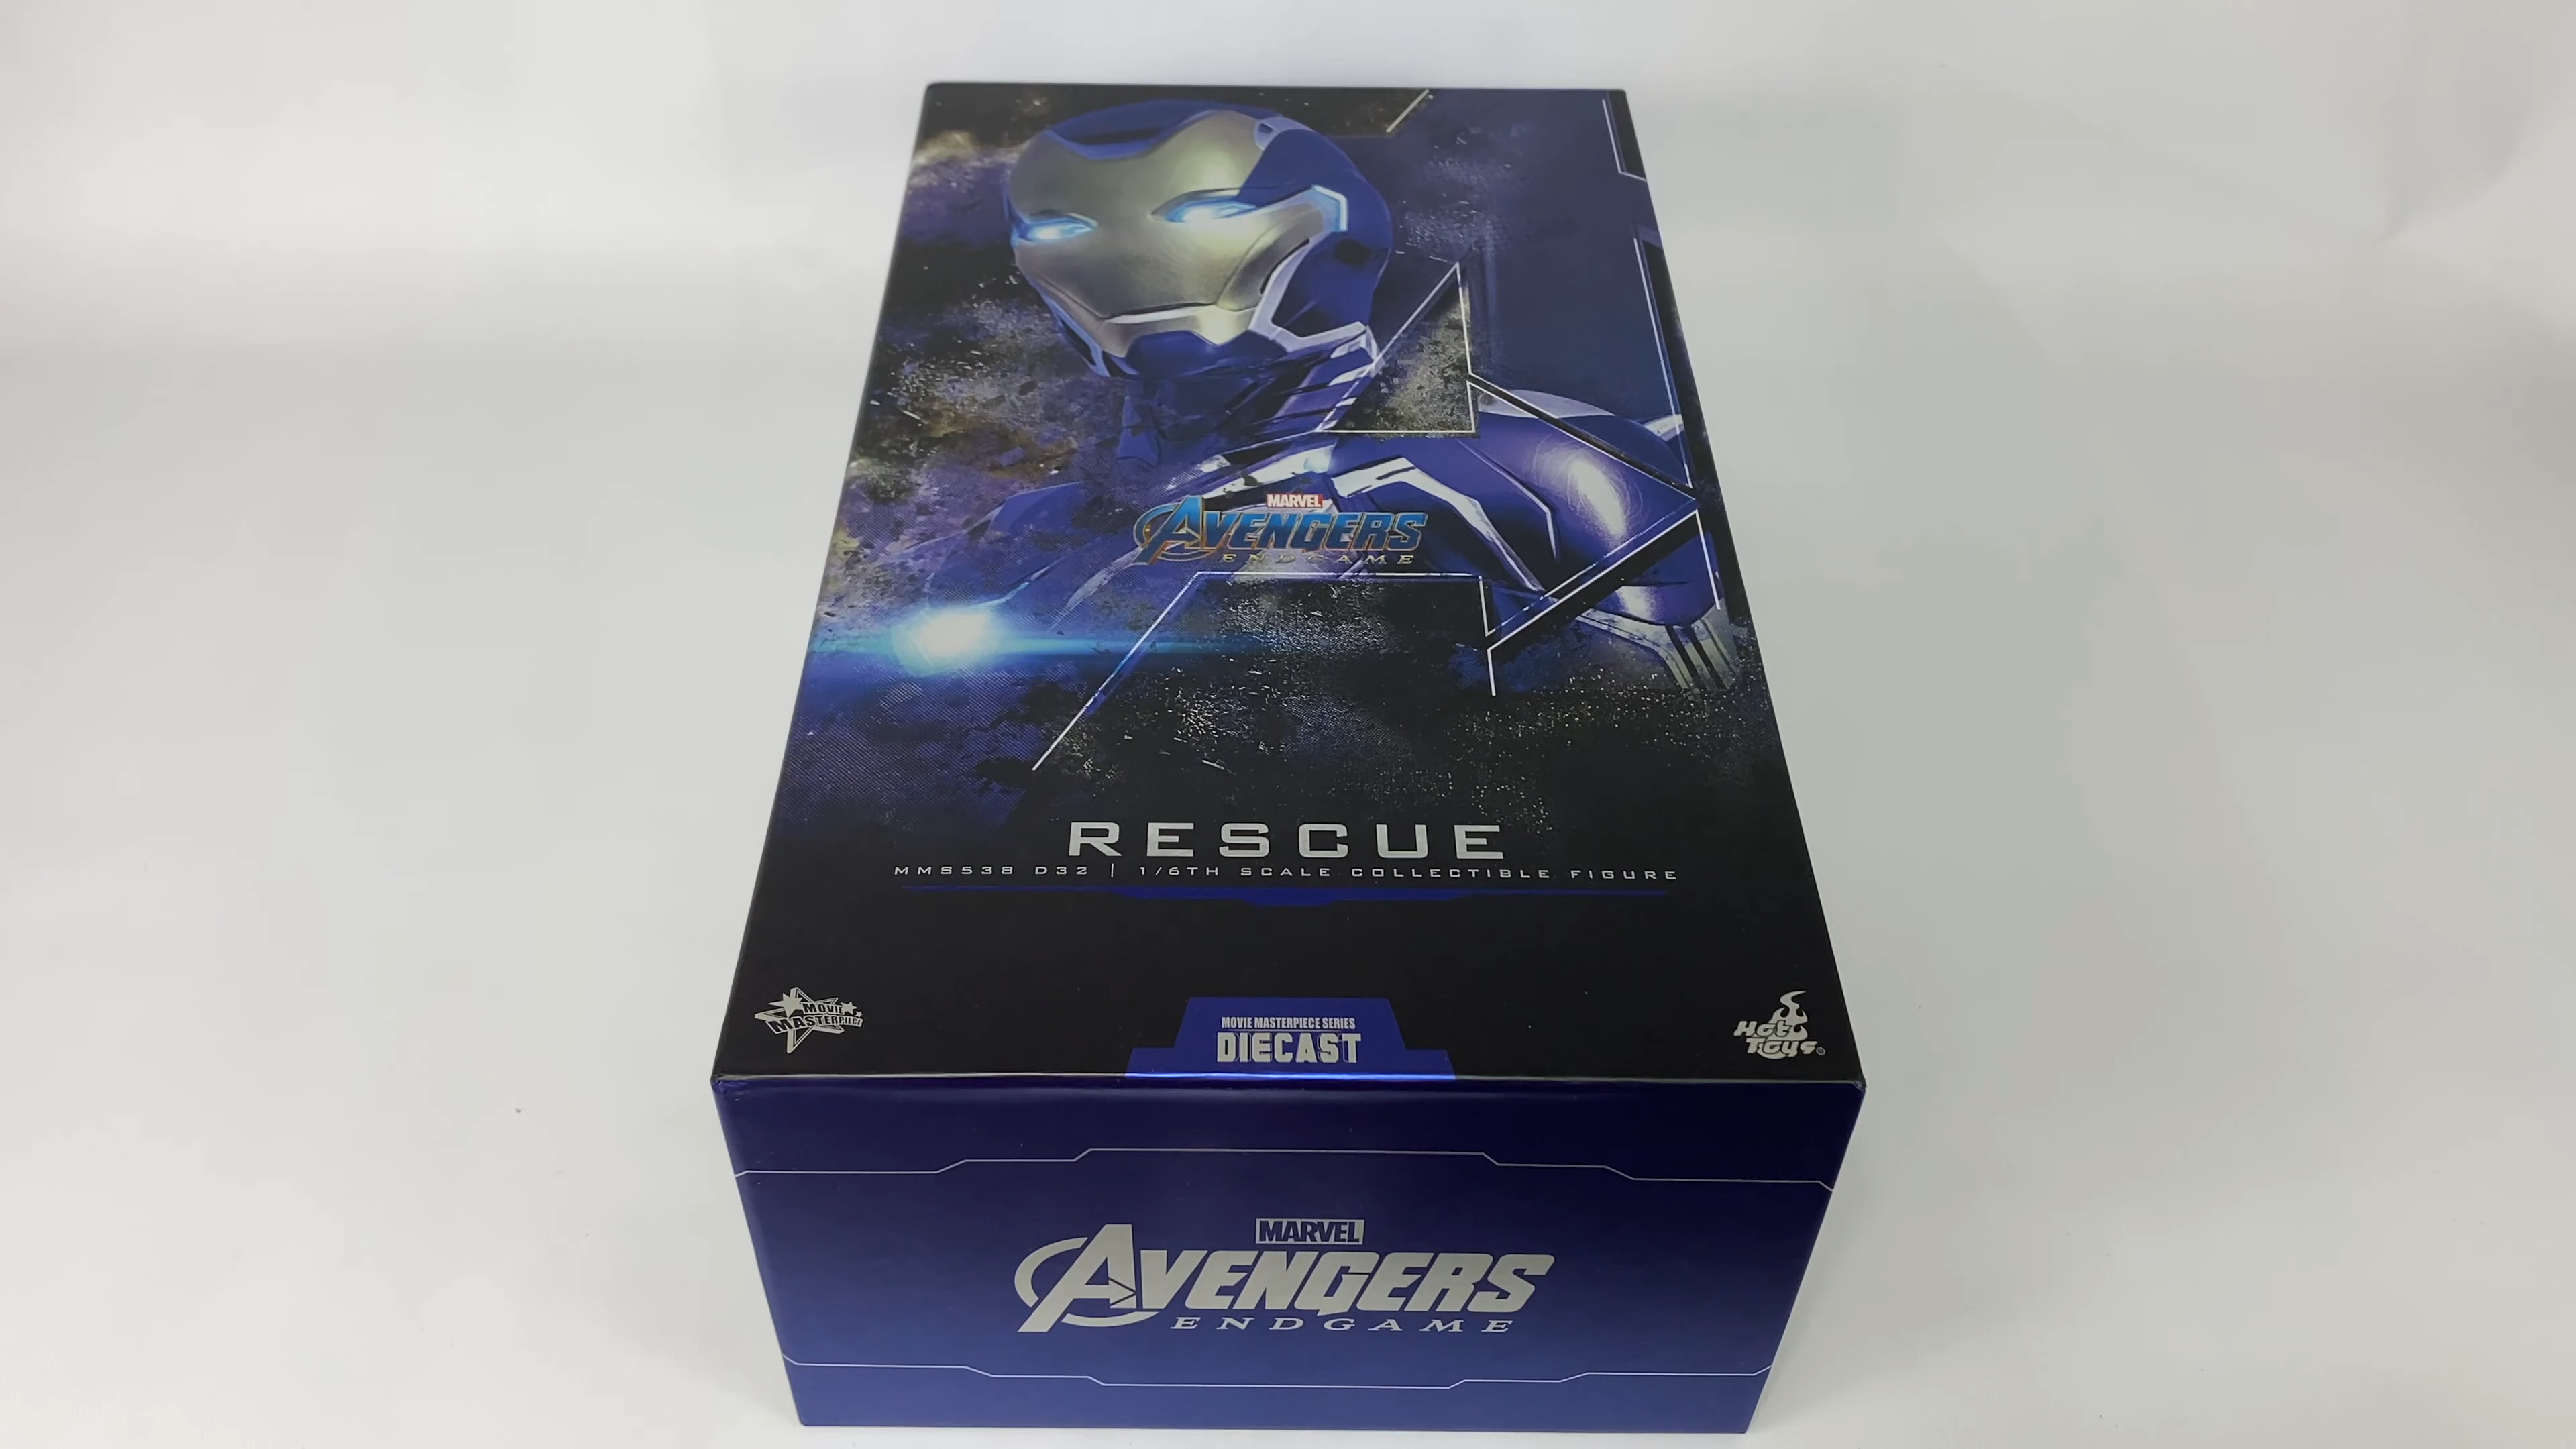 MARVEL
AVENGERS
ENDGAME
RESCUE
MMS538 D32 | 1/6TH SCALE COLLECTIBLE FIGURE
MOVIE
MASTERPIECE
MOVIE MASTERPIECE SERIES
DIECAST
Hot
Toys®
MARVEL
AVENGERS
ENDGAME